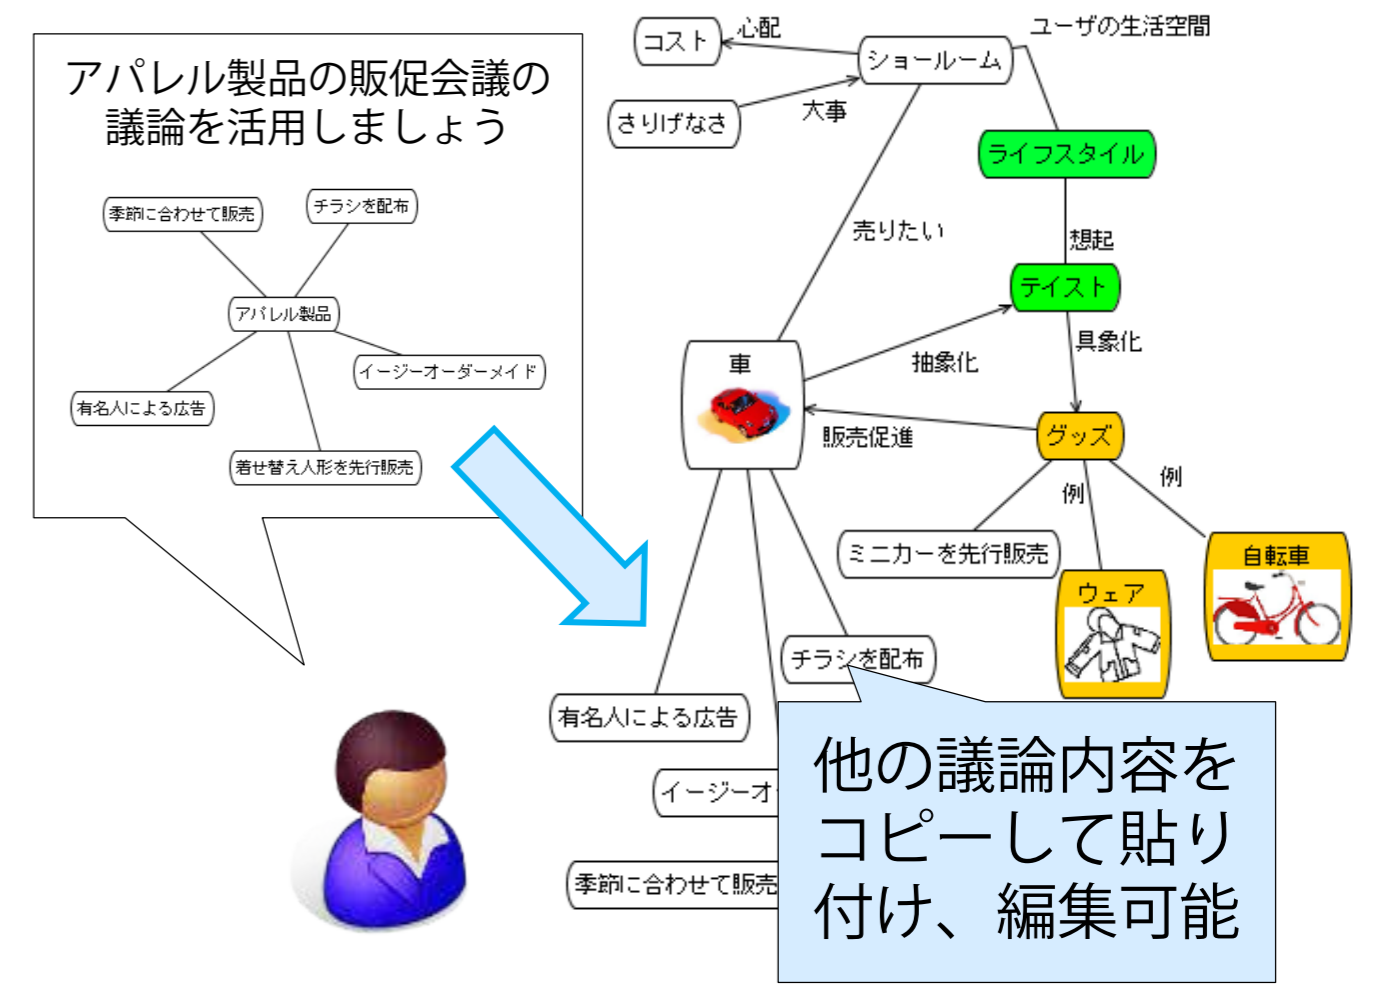 アパレル製品の販促会議の
議論を活用しましょう
季節に合わせて販売
チラシを配布
アパレル製品
イージーオーダーメイド
有名人による広告
着せ替え人形を先行販売
コスト
心配
ショールーム
ユーザの生活空間
さりげなさ
大事
ライフスタイル
売りたい
想起
テイスト
車
抽象化
具象化
販売促進
グッズ
例
例
ミニカーを先行販売
ウェア
自転車
チラシを配布
有名人による広告
イージーオ
季節に合わせて販売
他の議論内容を
コピーして貼り
付け、編集可能